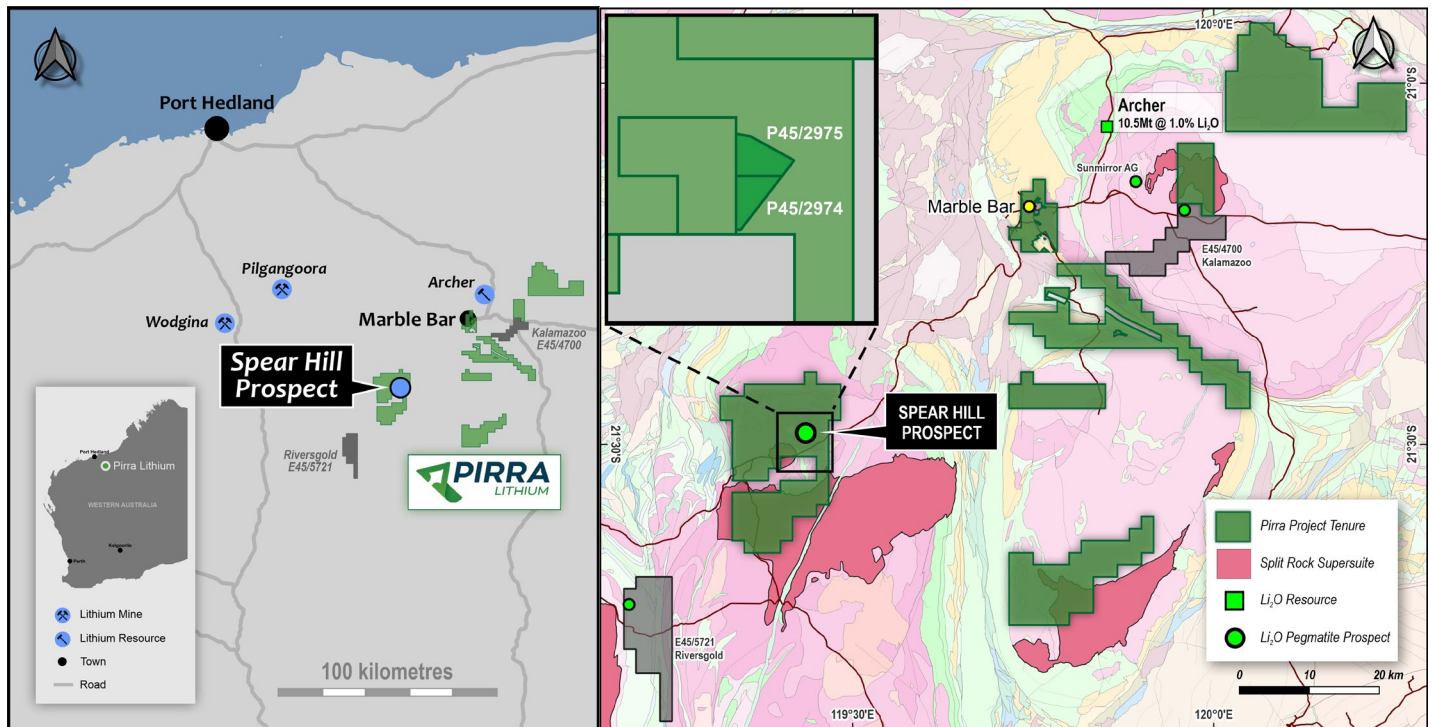 Port Hedland
Pilgangoora
Wodgina
Archer
Marble Bar
Kalamazoo
E45/4700
Spear Hill
Prospect
Riversgold
E45/5721
PIRRA
LITHIUM
Port Hedland
Pirra Lithium
WESTERN AUSTRALIA
Kalgoorlie
Perth
Lithium Mine
Lithium Resource
Town
Road
100 kilometres
P45/2975
P45/2974
120°0'E
21°0'S
Archer
10.5Mt @ 1.0% Li₂O
Sunmirror AG
Marble Bar
E45/4700
Kalamazoo
21°30'S
SPEAR HILL
PROSPECT
21°30'S
E45/5721
Riversgold
Pirra Project Tenure
Split Rock Supersuite
Li₂O Resource
Li₂O Pegmatite Prospect
0 10 20 km
119°30'E
120°0'E